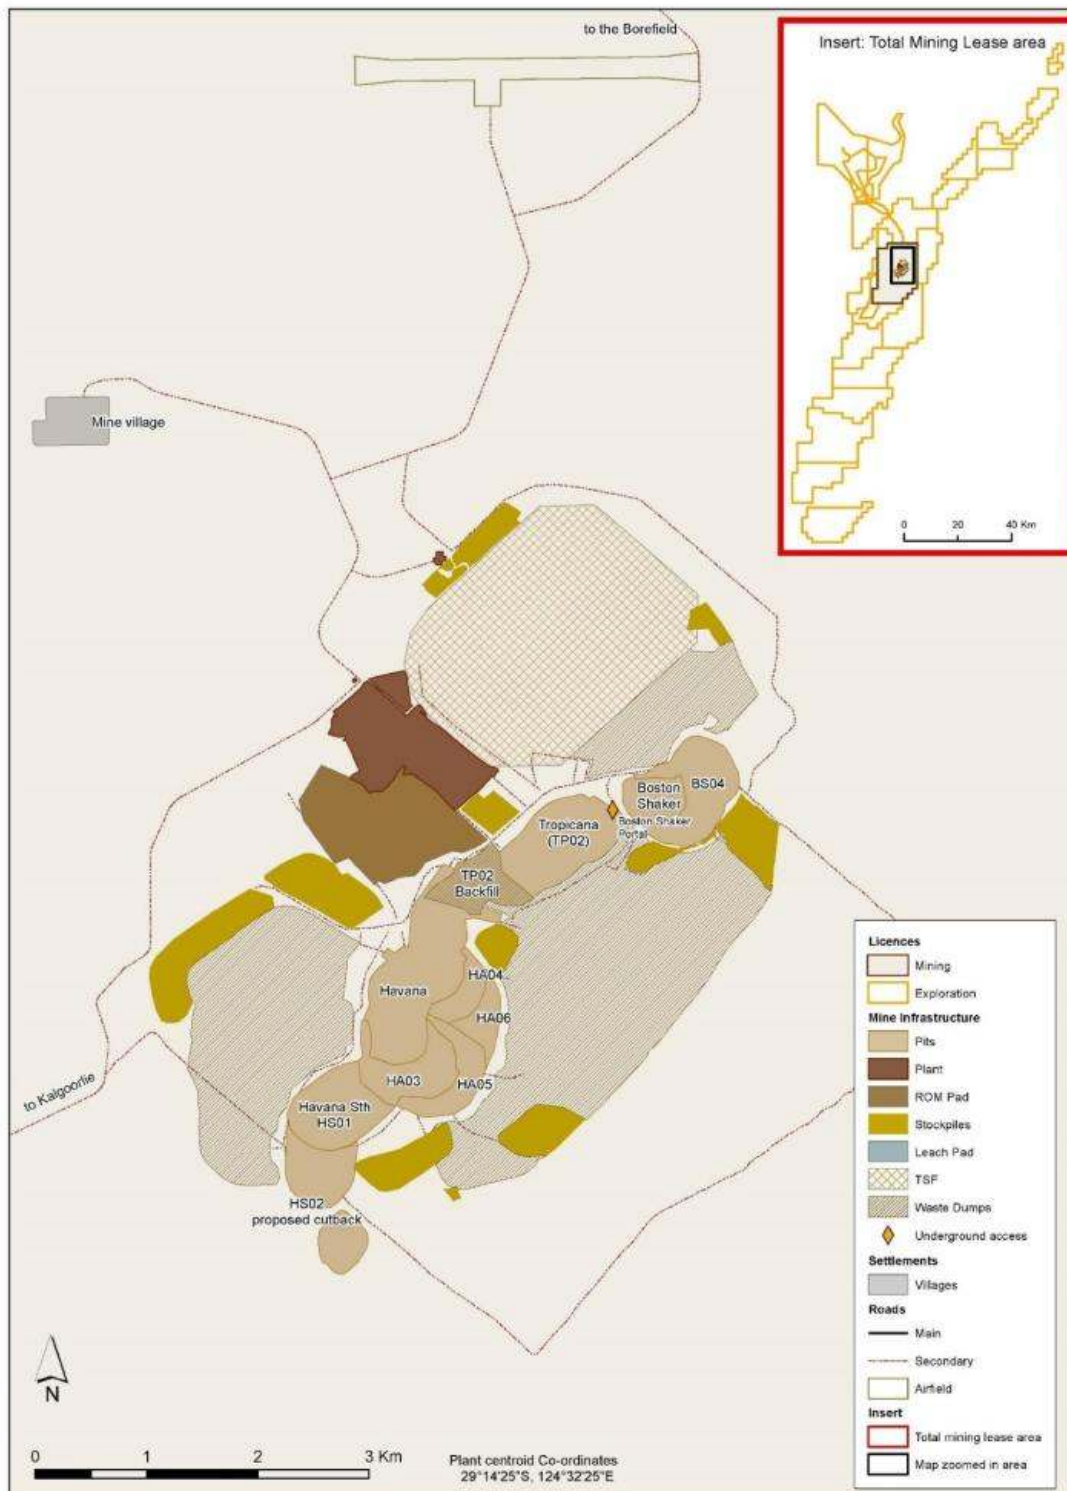 to the Borefield
Insert: Total Mining Lease area
0 20 40 Km
Mine village
Boston
Shaker
BS04
Tropicana
(TP02)
Boston Shaker
Portal
TP02
Backfill
HA04
Havana
HA06
HA03
HA05
Havana Sth
HS01
to Kalgoorlie
HS02
proposed cutback
Licences
Mining
Exploration
Mine Infrastructure
Pits
Plant
ROM Pad
Stockpiles
Leach Pad
TSF
Waste Dumps
Underground access
Settlements
Villages
Roads
Main
Secondary
Airfield
Insert
Total mining lease area
Map zoomed in area
N
0 1 2 3 Km
Plant centroid Co-ordinates
29°14'25"S, 124°32'25"E